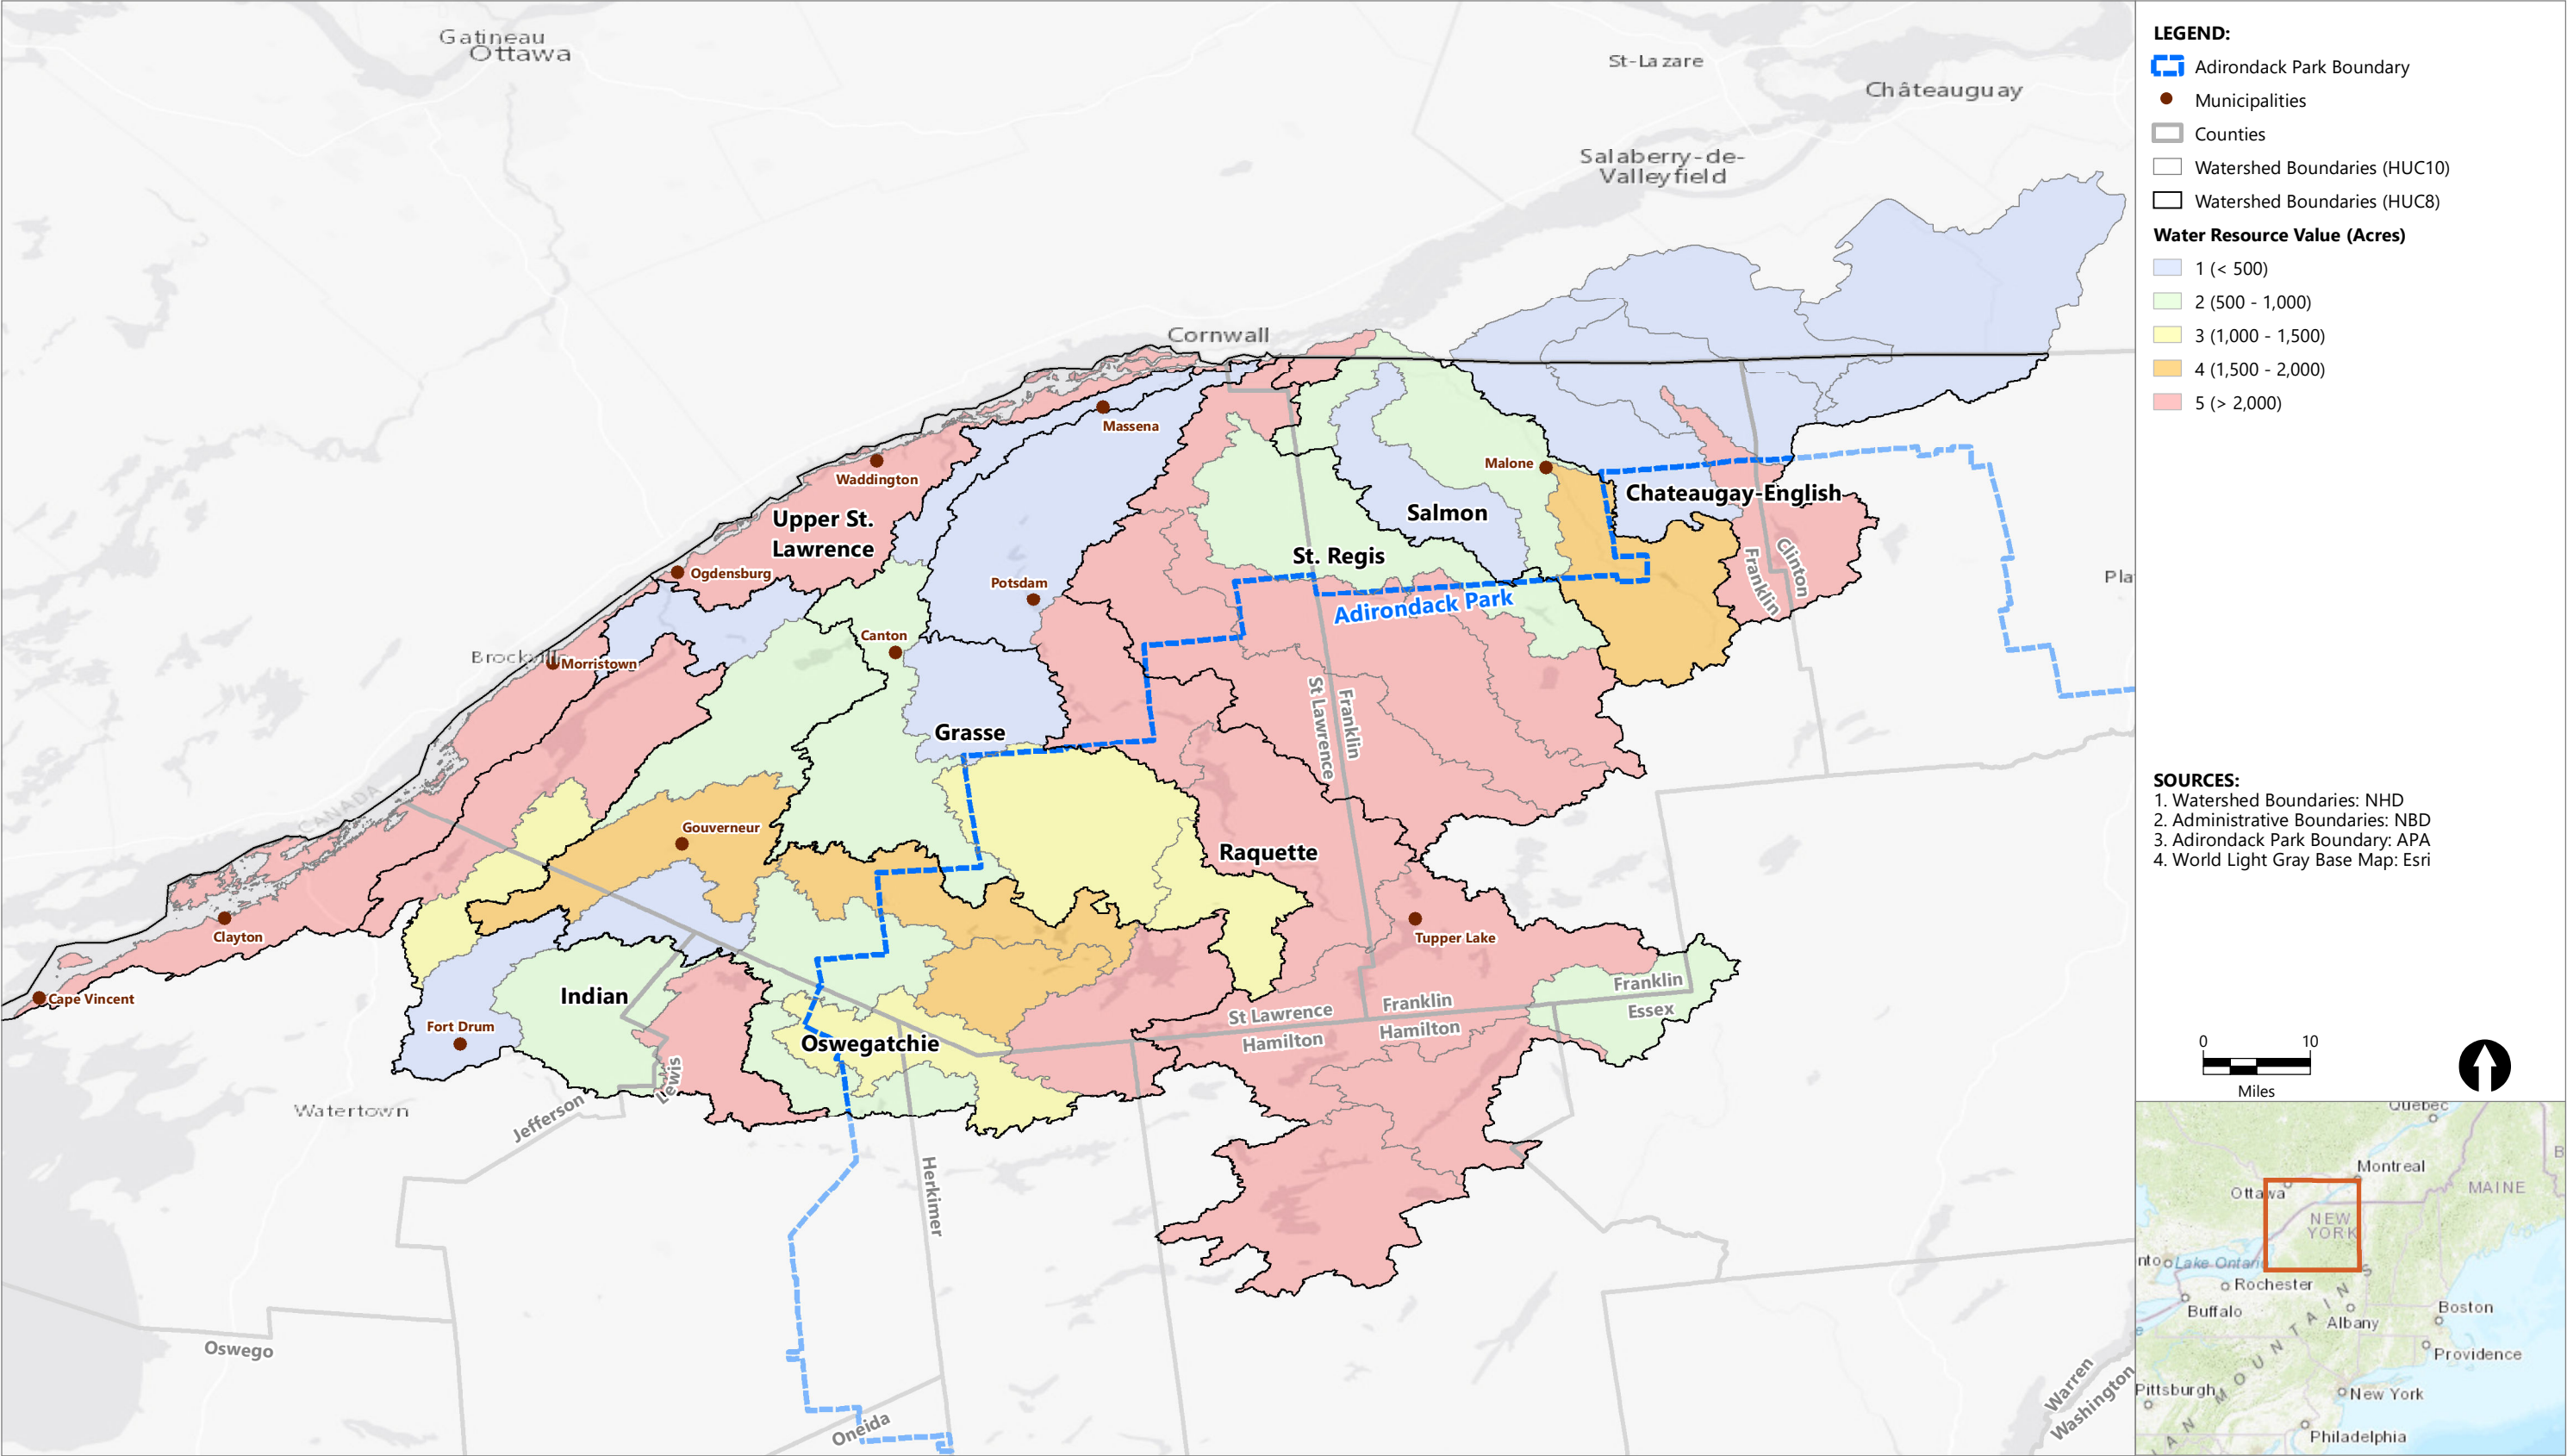 Gatineau
Ottawa
St-Lazare
Châteauguay
Salaberry-de-
Valleyfield
Cornwall
Massena
Waddington
Malone
Upper St.
Lawrence
Salmon
Chateaugay-English
St. Regis
Ogdensburg
Potsdam
Adirondack Park
Franklin
Clinton
Canton
Morristown
Grasse
St Lawrence
Franklin
CANADA
Gouverneur
Raquette
Clayton
Tupper Lake
Cape Vincent
Indian
Fort Drum
Oswegatchie
Franklin
Essex
St Lawrence
Franklin
Hamilton
Hamilton
Lewis
Jefferson
Watertown
Herkimer
Oswego
Oneida
Warren
Washington
Pla
LEGEND:
Adirondack Park Boundary
Municipalities
Counties
Watershed Boundaries (HUC10)
Watershed Boundaries (HUC8)
Water Resource Value (Acres)
1 (< 500)
2 (500 - 1,000)
3 (1,000 - 1,500)
4 (1,500 - 2,000)
5 (> 2,000)
SOURCES:
1. Watershed Boundaries: NHD
2. Administrative Boundaries: NBD
3. Adirondack Park Boundary: APA
4. World Light Gray Base Map: Esri
0 10
Miles
Quebec
Montreal
Ottawa
MAINE
NEW
YORK
nto
Lake Ontario
Rochester
Buffalo
Boston
Albany
Providence
Pittsburgh
New York
Philadelphia
AN MOUNTAINS